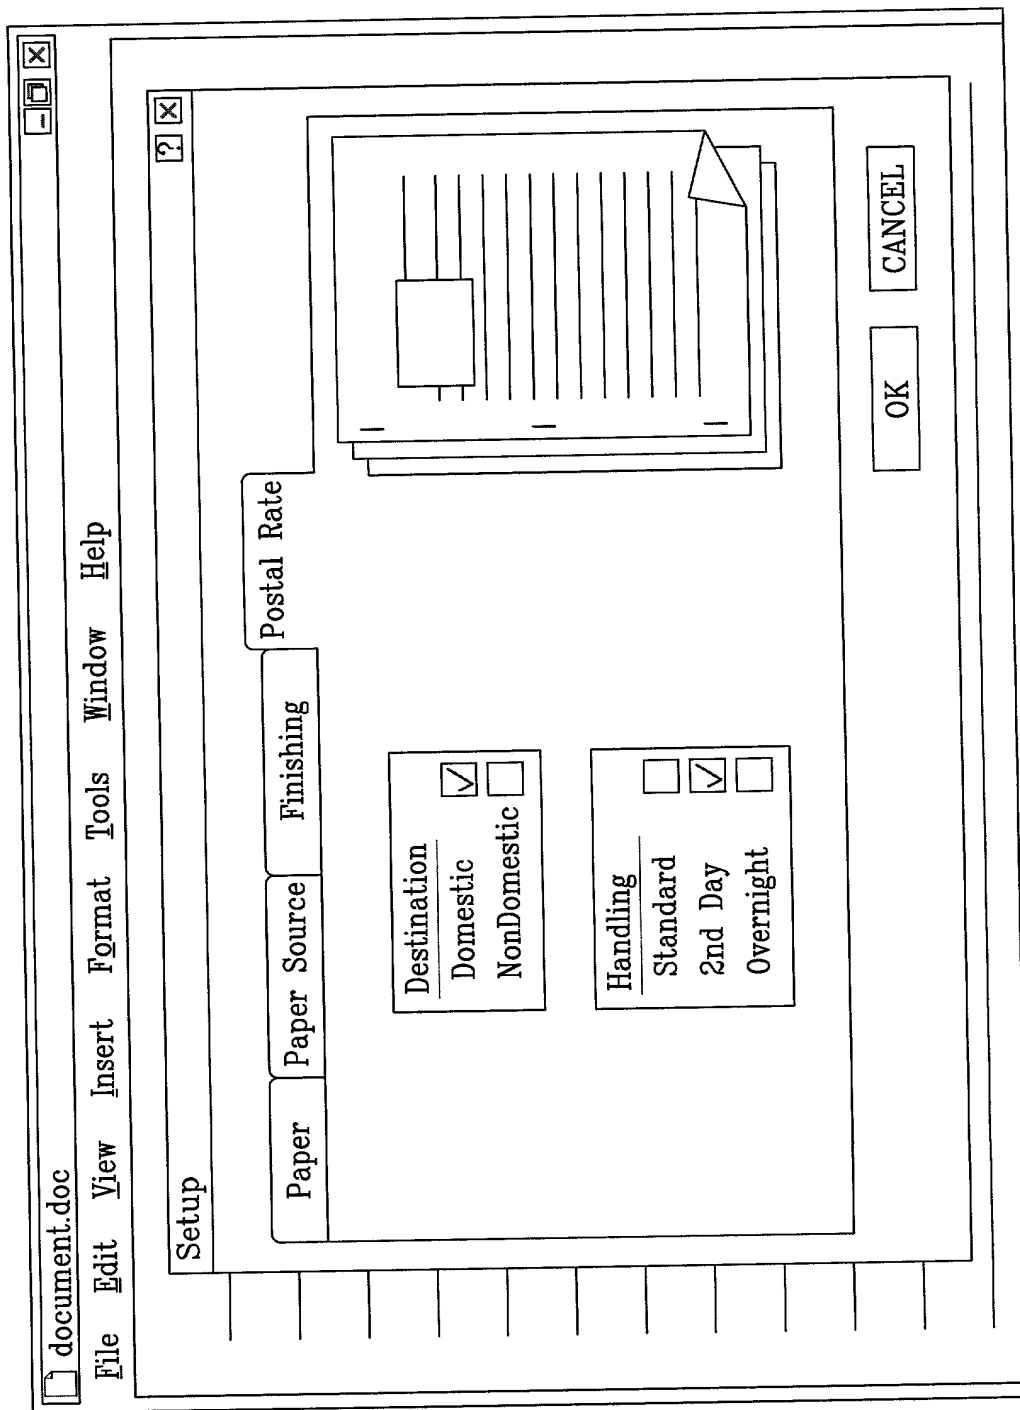 document.doc
File Edit View Insert Format Tools Window Help
Setup
?
Paper Paper Source Finishing Postal Rate
Destination
Domestic
NonDomestic
Handling
Standard
2nd Day
Overnight
OK CANCEL